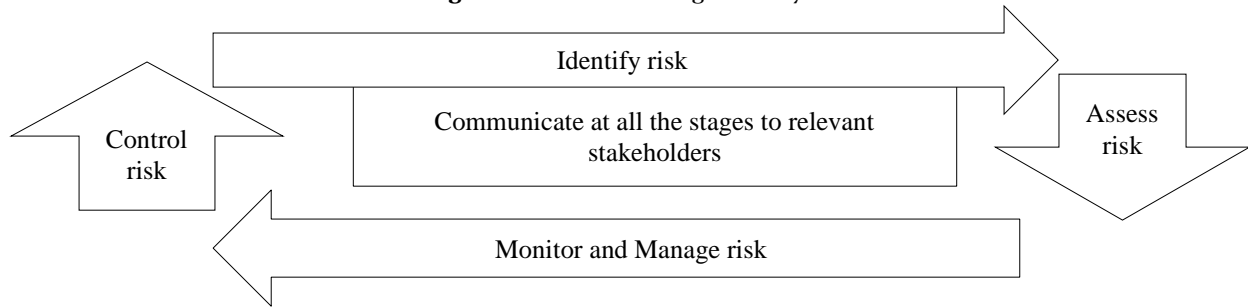 Identify risk
Communicate at all the stages to relevant
stakeholders
Assess
risk
Monitor and Manage risk
Control
risk